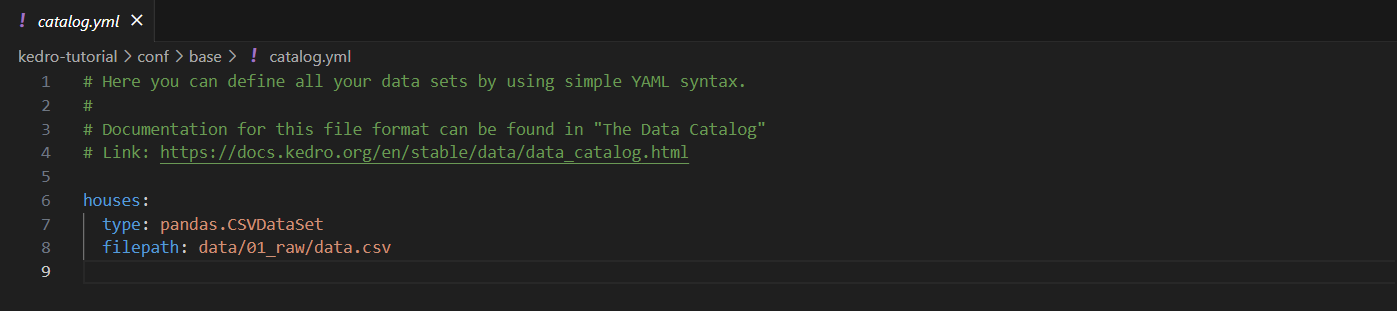 ! catalog.yml ×
kedro-tutorial > conf > base > ! catalog.yml
1 # Here you can define all your data sets by using simple YAML syntax.
2 #
3 # Documentation for this file format can be found in "The Data Catalog"
4 # Link: https://docs.kedro.org/en/stable/data/data_catalog.html
5
6 houses:
7   type: pandas.CSVDataSet
8   filepath: data/01_raw/data.csv
9